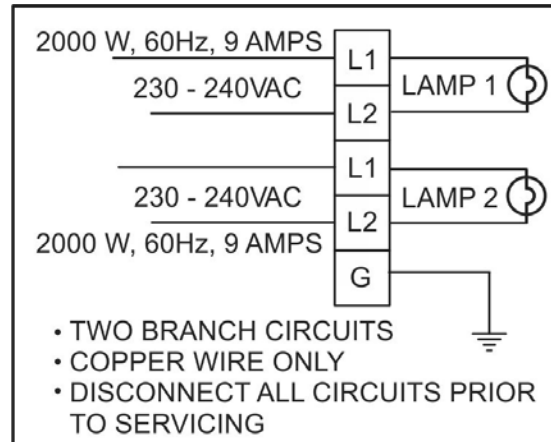 2000 W, 60Hz, 9 AMPS
L1
230 - 240VAC
LAMP 1
L2
L1
230 - 240VAC
LAMP 2
L2
2000 W, 60Hz, 9 AMPS
G
• TWO BRANCH CIRCUITS
• COPPER WIRE ONLY
• DISCONNECT ALL CIRCUITS PRIOR
TO SERVICING